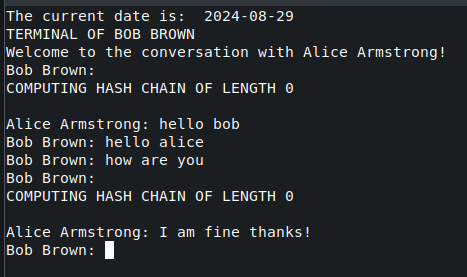 The current date is:  2024-08-29
TERMINAL OF BOB BROWN
Welcome to the conversation with Alice Armstrong!
Bob Brown:
COMPUTING HASH CHAIN OF LENGTH 0

Alice Armstrong: hello bob
Bob Brown: hello alice
Bob Brown: how are you
Bob Brown:
COMPUTING HASH CHAIN OF LENGTH 0

Alice Armstrong: I am fine thanks!
Bob Brown: